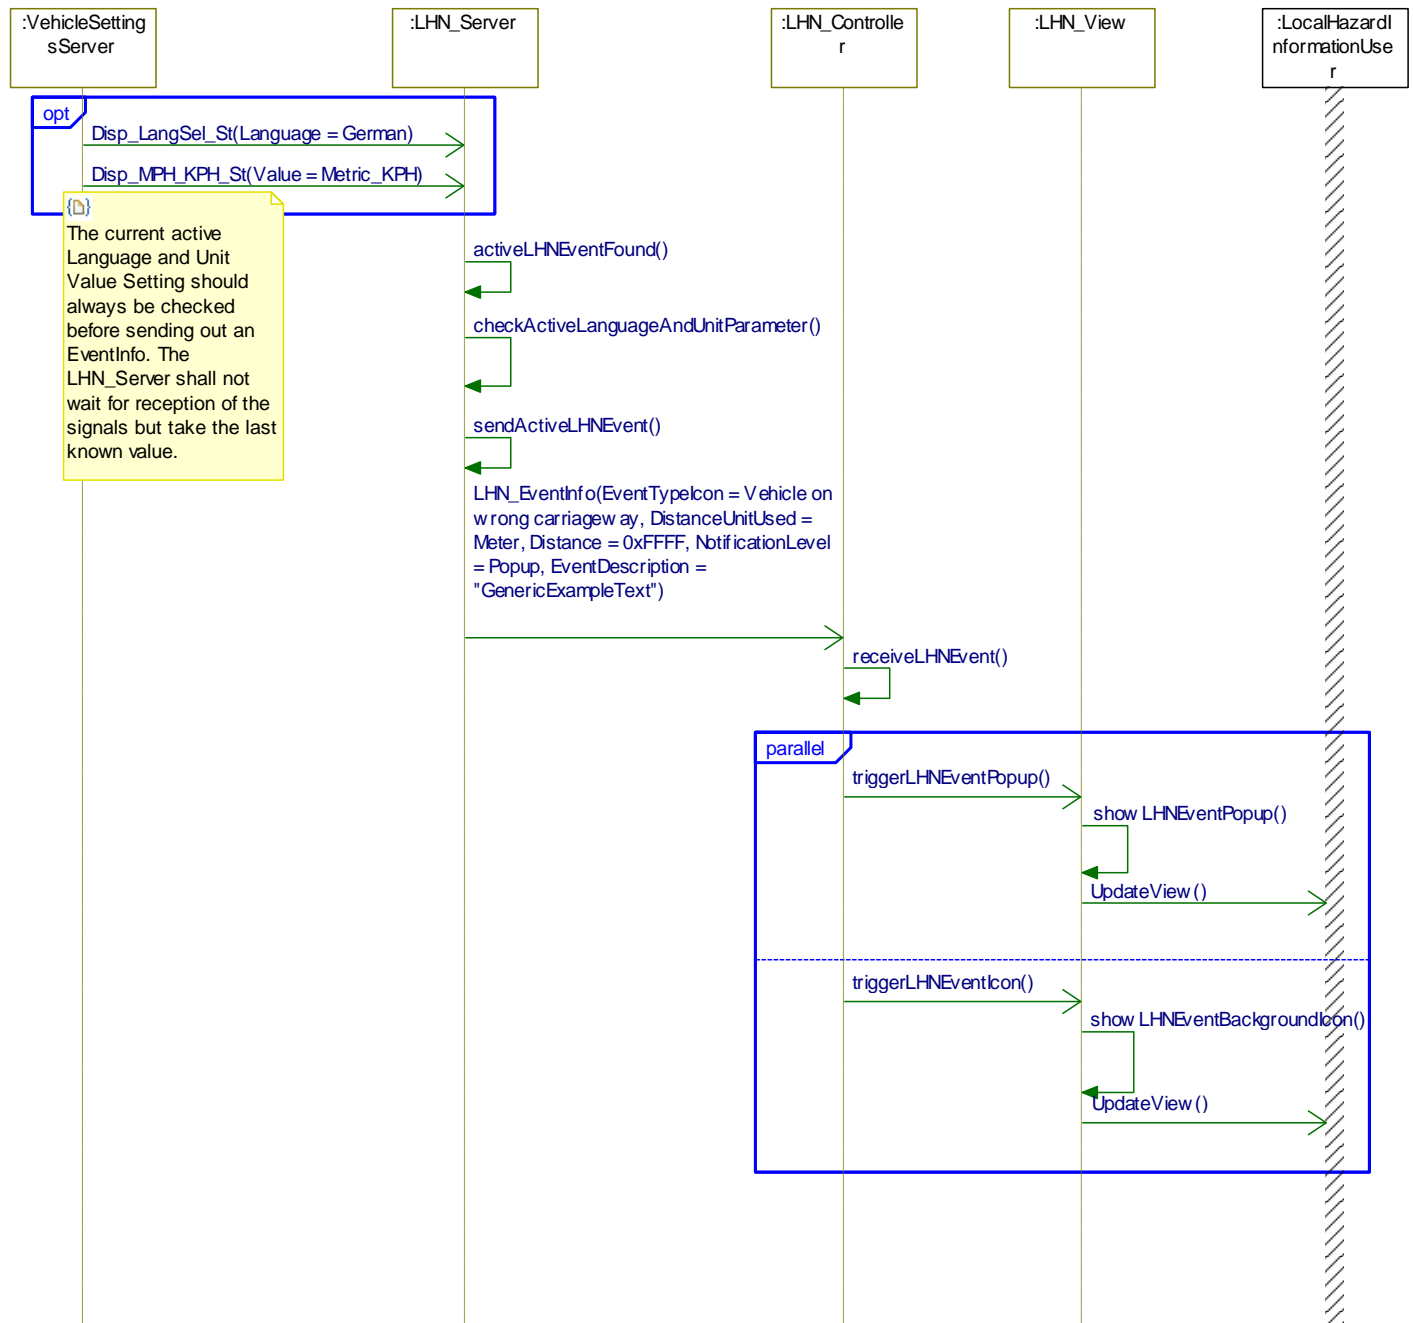 :VehicleSetting
sServer
:LHN_Server
:LHN_Controlle
r
:LHN_View
:LocalHazardI
nformationUse
r
opt
Disp_LangSel_St(Language = German)
Disp_MPH_KPH_St(Value = Metric_KPH)
The current active
Language and Unit
Value Setting should
always be checked
before sending out an
EventInfo. The
LHN_Server shall not
wait for reception of the
signals but take the last
known value.
activeLHNEventFound()
checkActiveLanguageAndUnitParameter()
sendActiveLHNEvent()
LHN_EventInfo(EventTypeIcon = Vehicle on
wrong carriageway, DistanceUnitUsed =
Meter, Distance = 0xFFFF, NotificationLevel
= Popup, EventDescription =
"GenericExampleText")
receiveLHNEvent()
parallel
triggerLHNEventPopup()
showLHNEventPopup()
UpdateView()
triggerLHNEventIcon()
showLHNEventBackgroundIcon()
UpdateView()